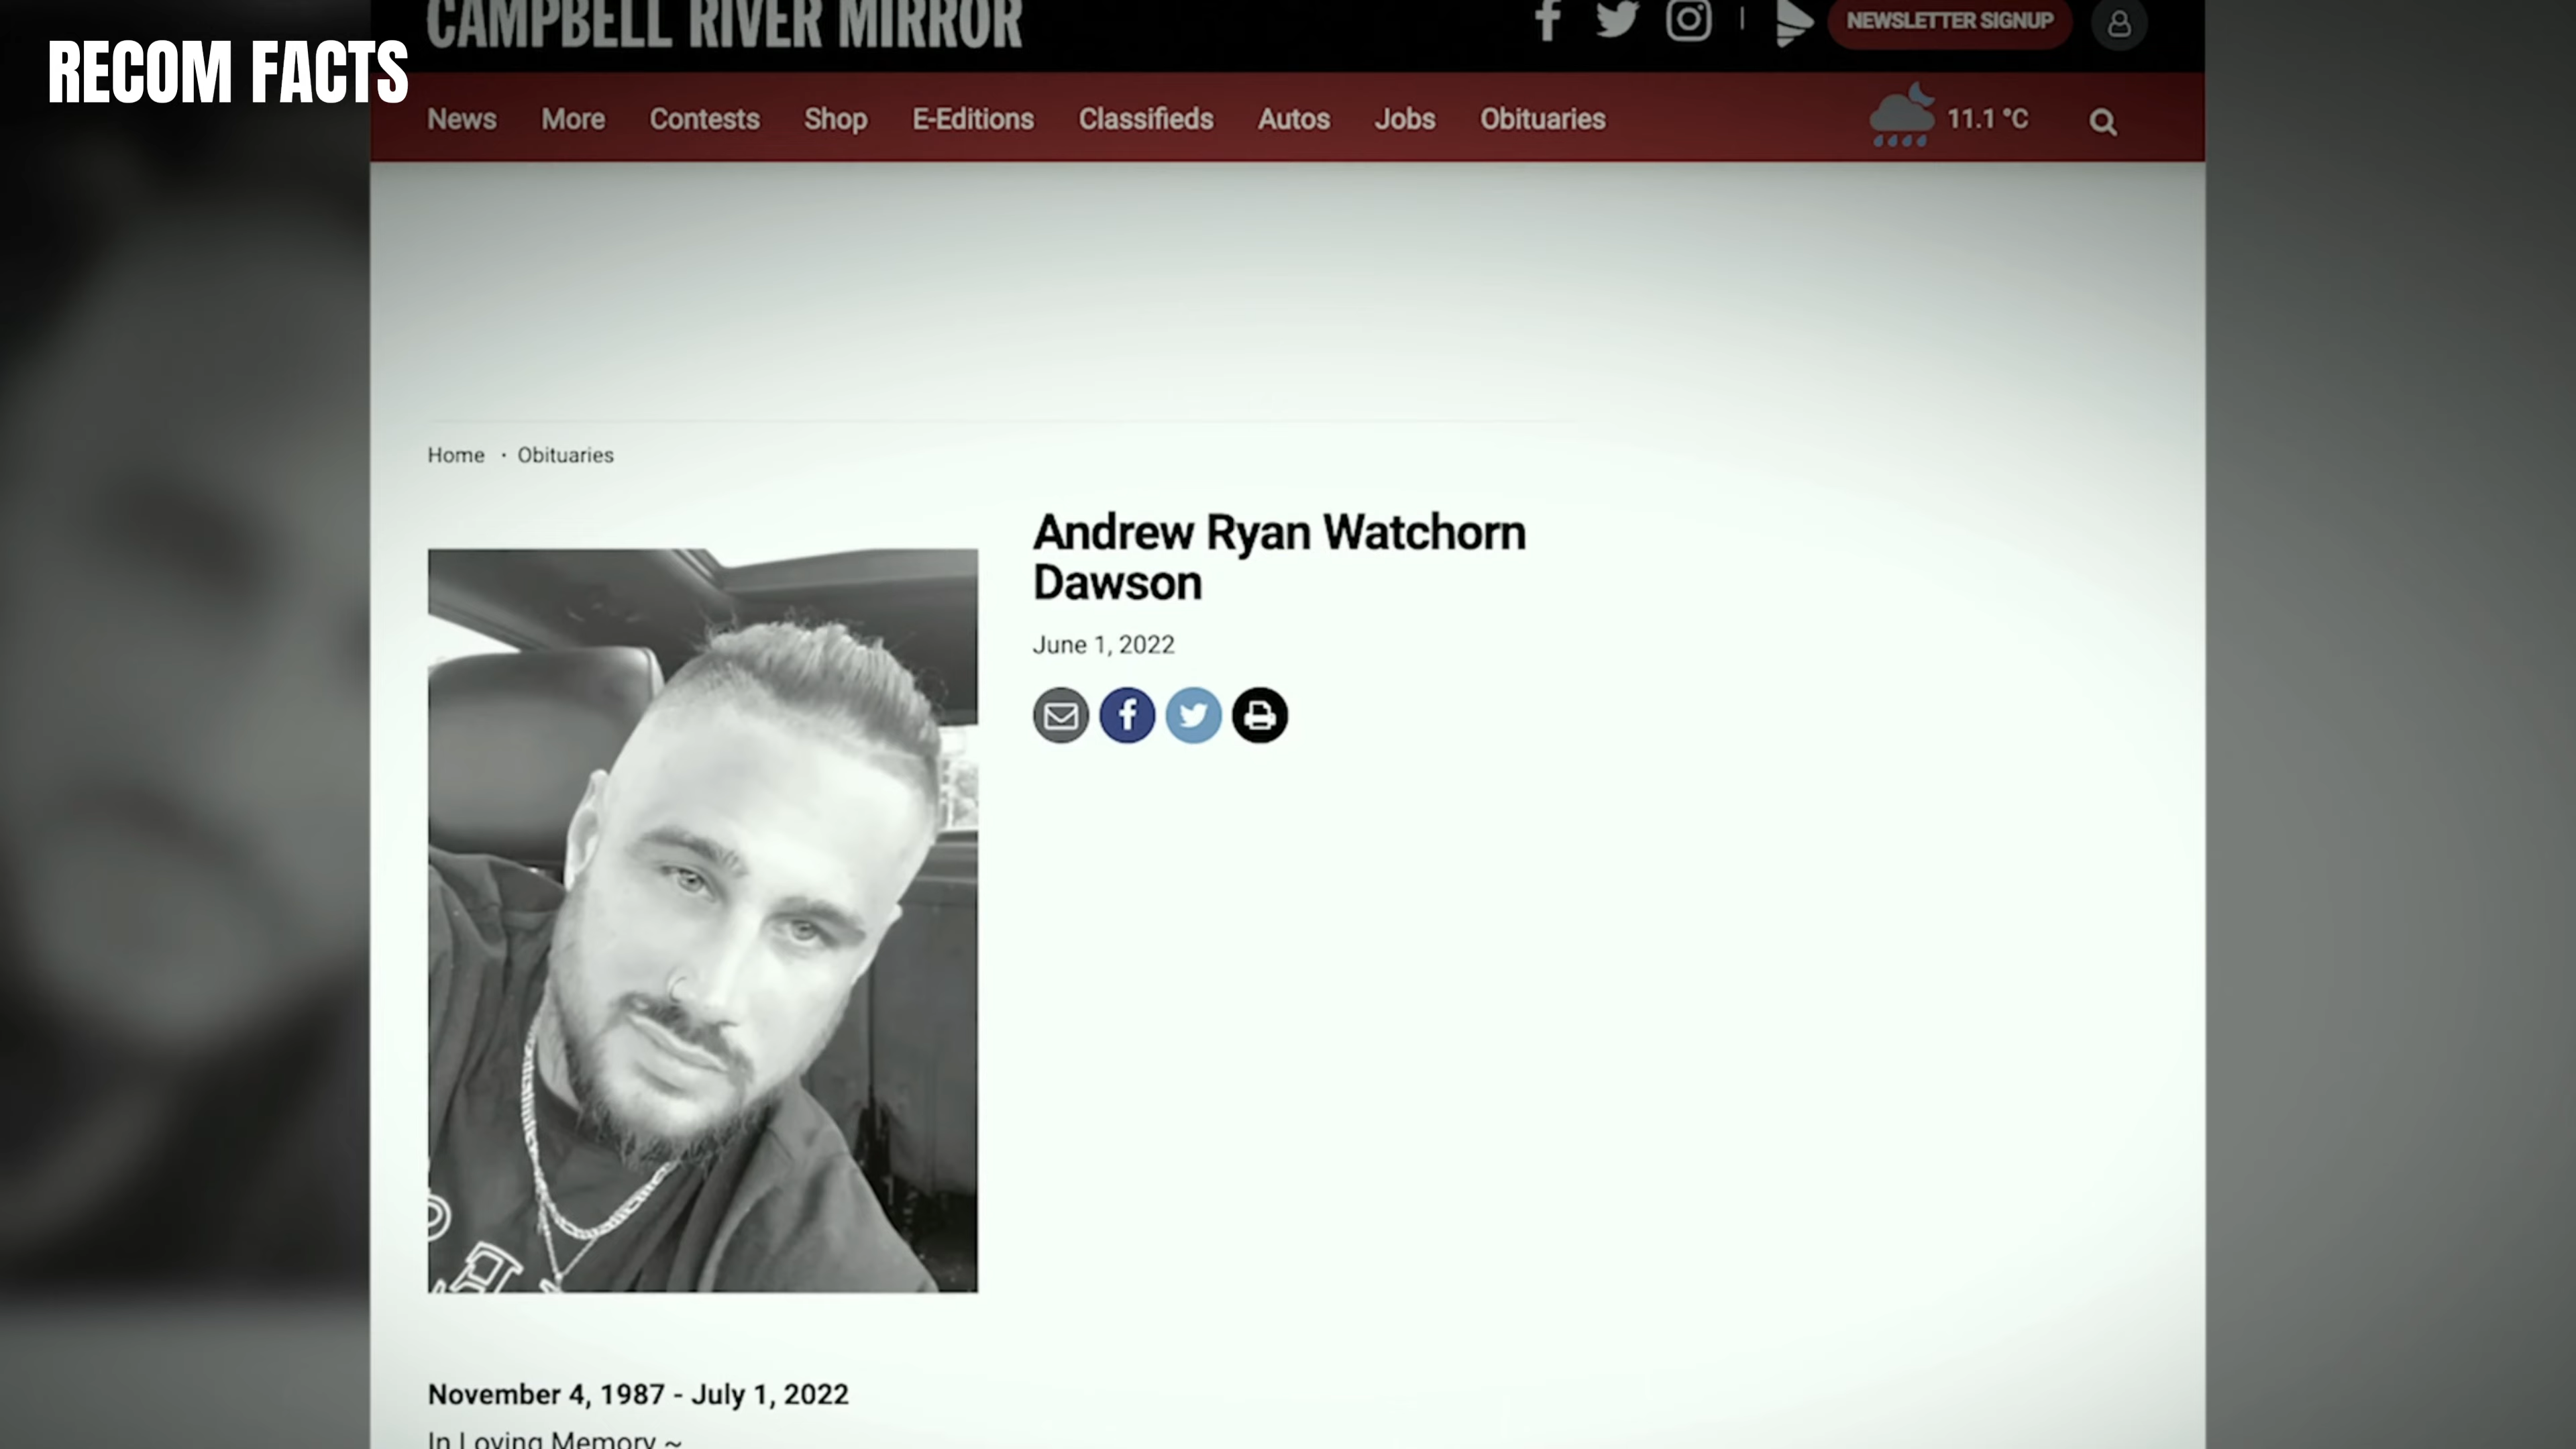 CAMPBELL RIVER MIRROR
NEWSLETTER SIGNUP
RECOM FACTS
News More Contests Shop E-Editions Classifieds Autos Jobs Obituaries 11.1 °C
Home · Obituaries
Andrew Ryan Watchorn
Dawson
June 1, 2022
November 4, 1987 - July 1, 2022
In Loving Memory ~